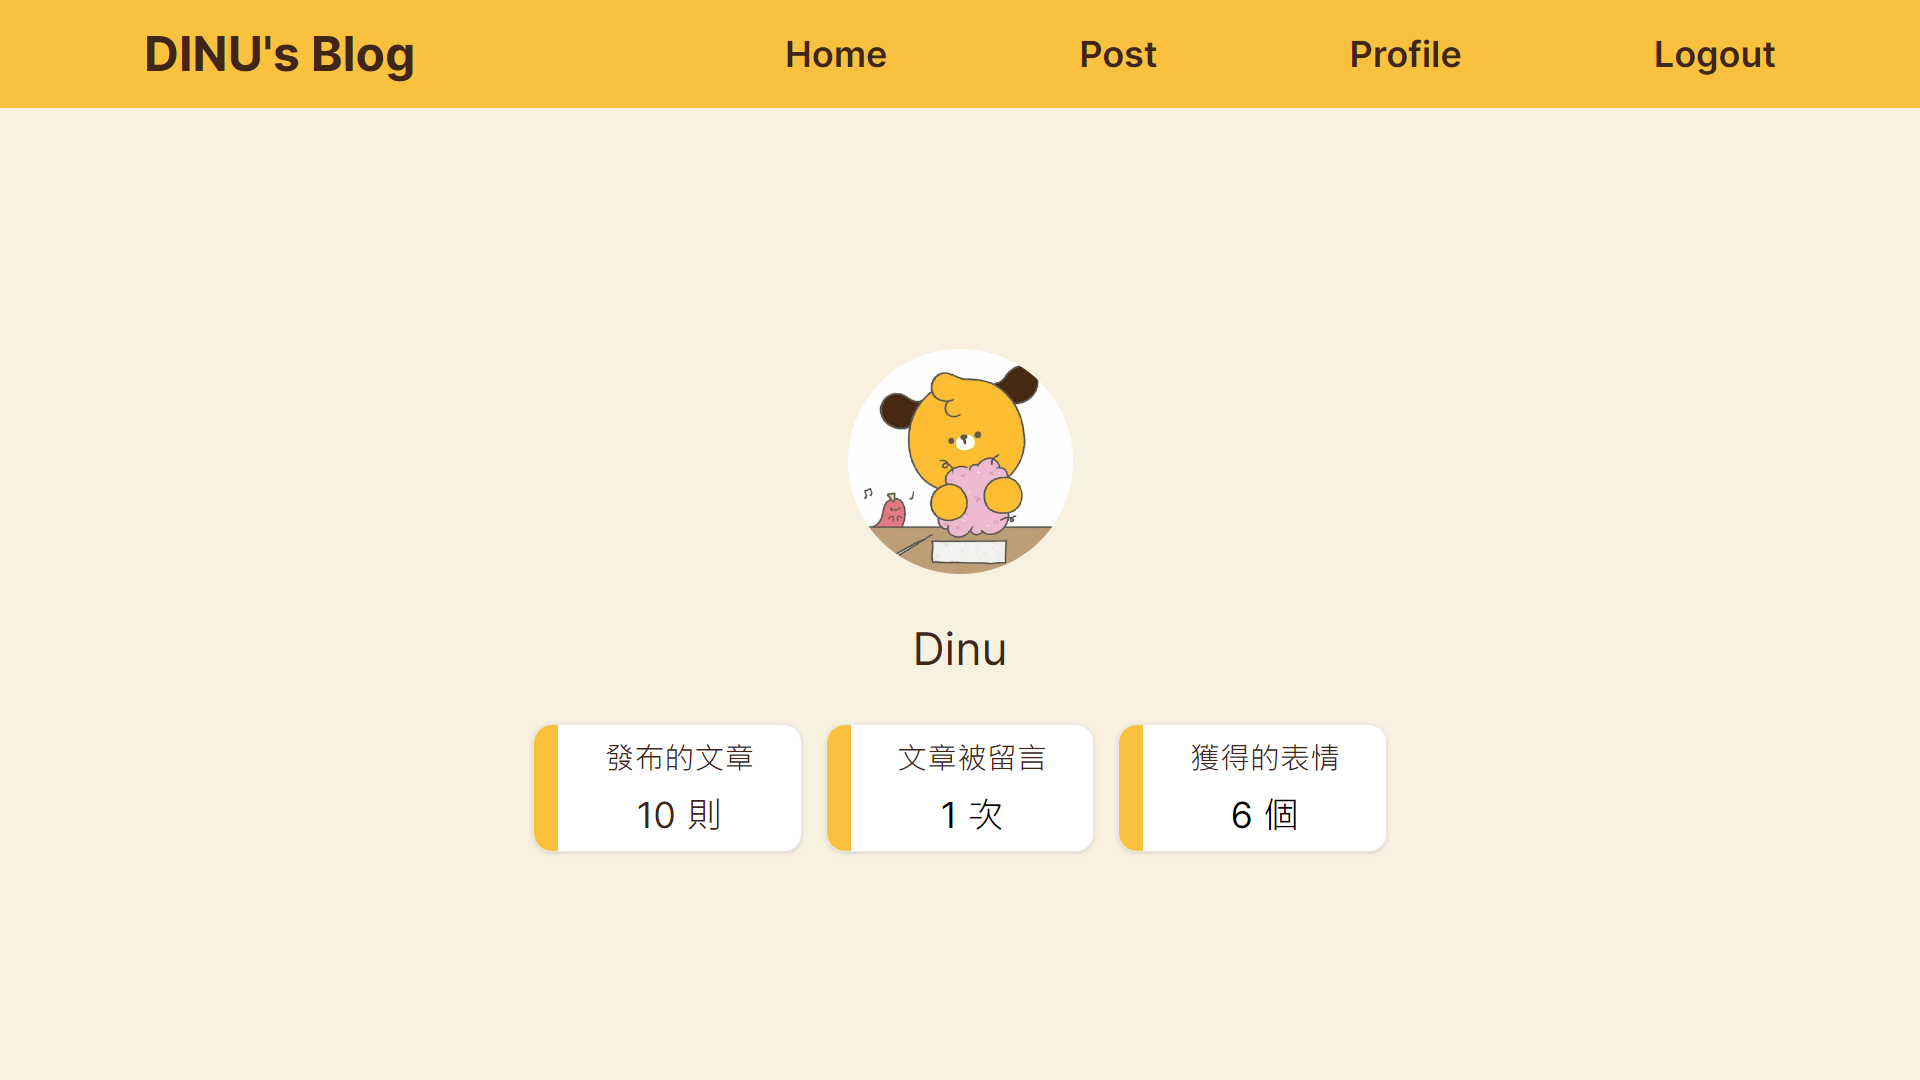 DINU's Blog
Home
Post
Profile
Logout
Dinu
發布的文章
10 則
文章被留言
1 次
獲得的表情
6 個